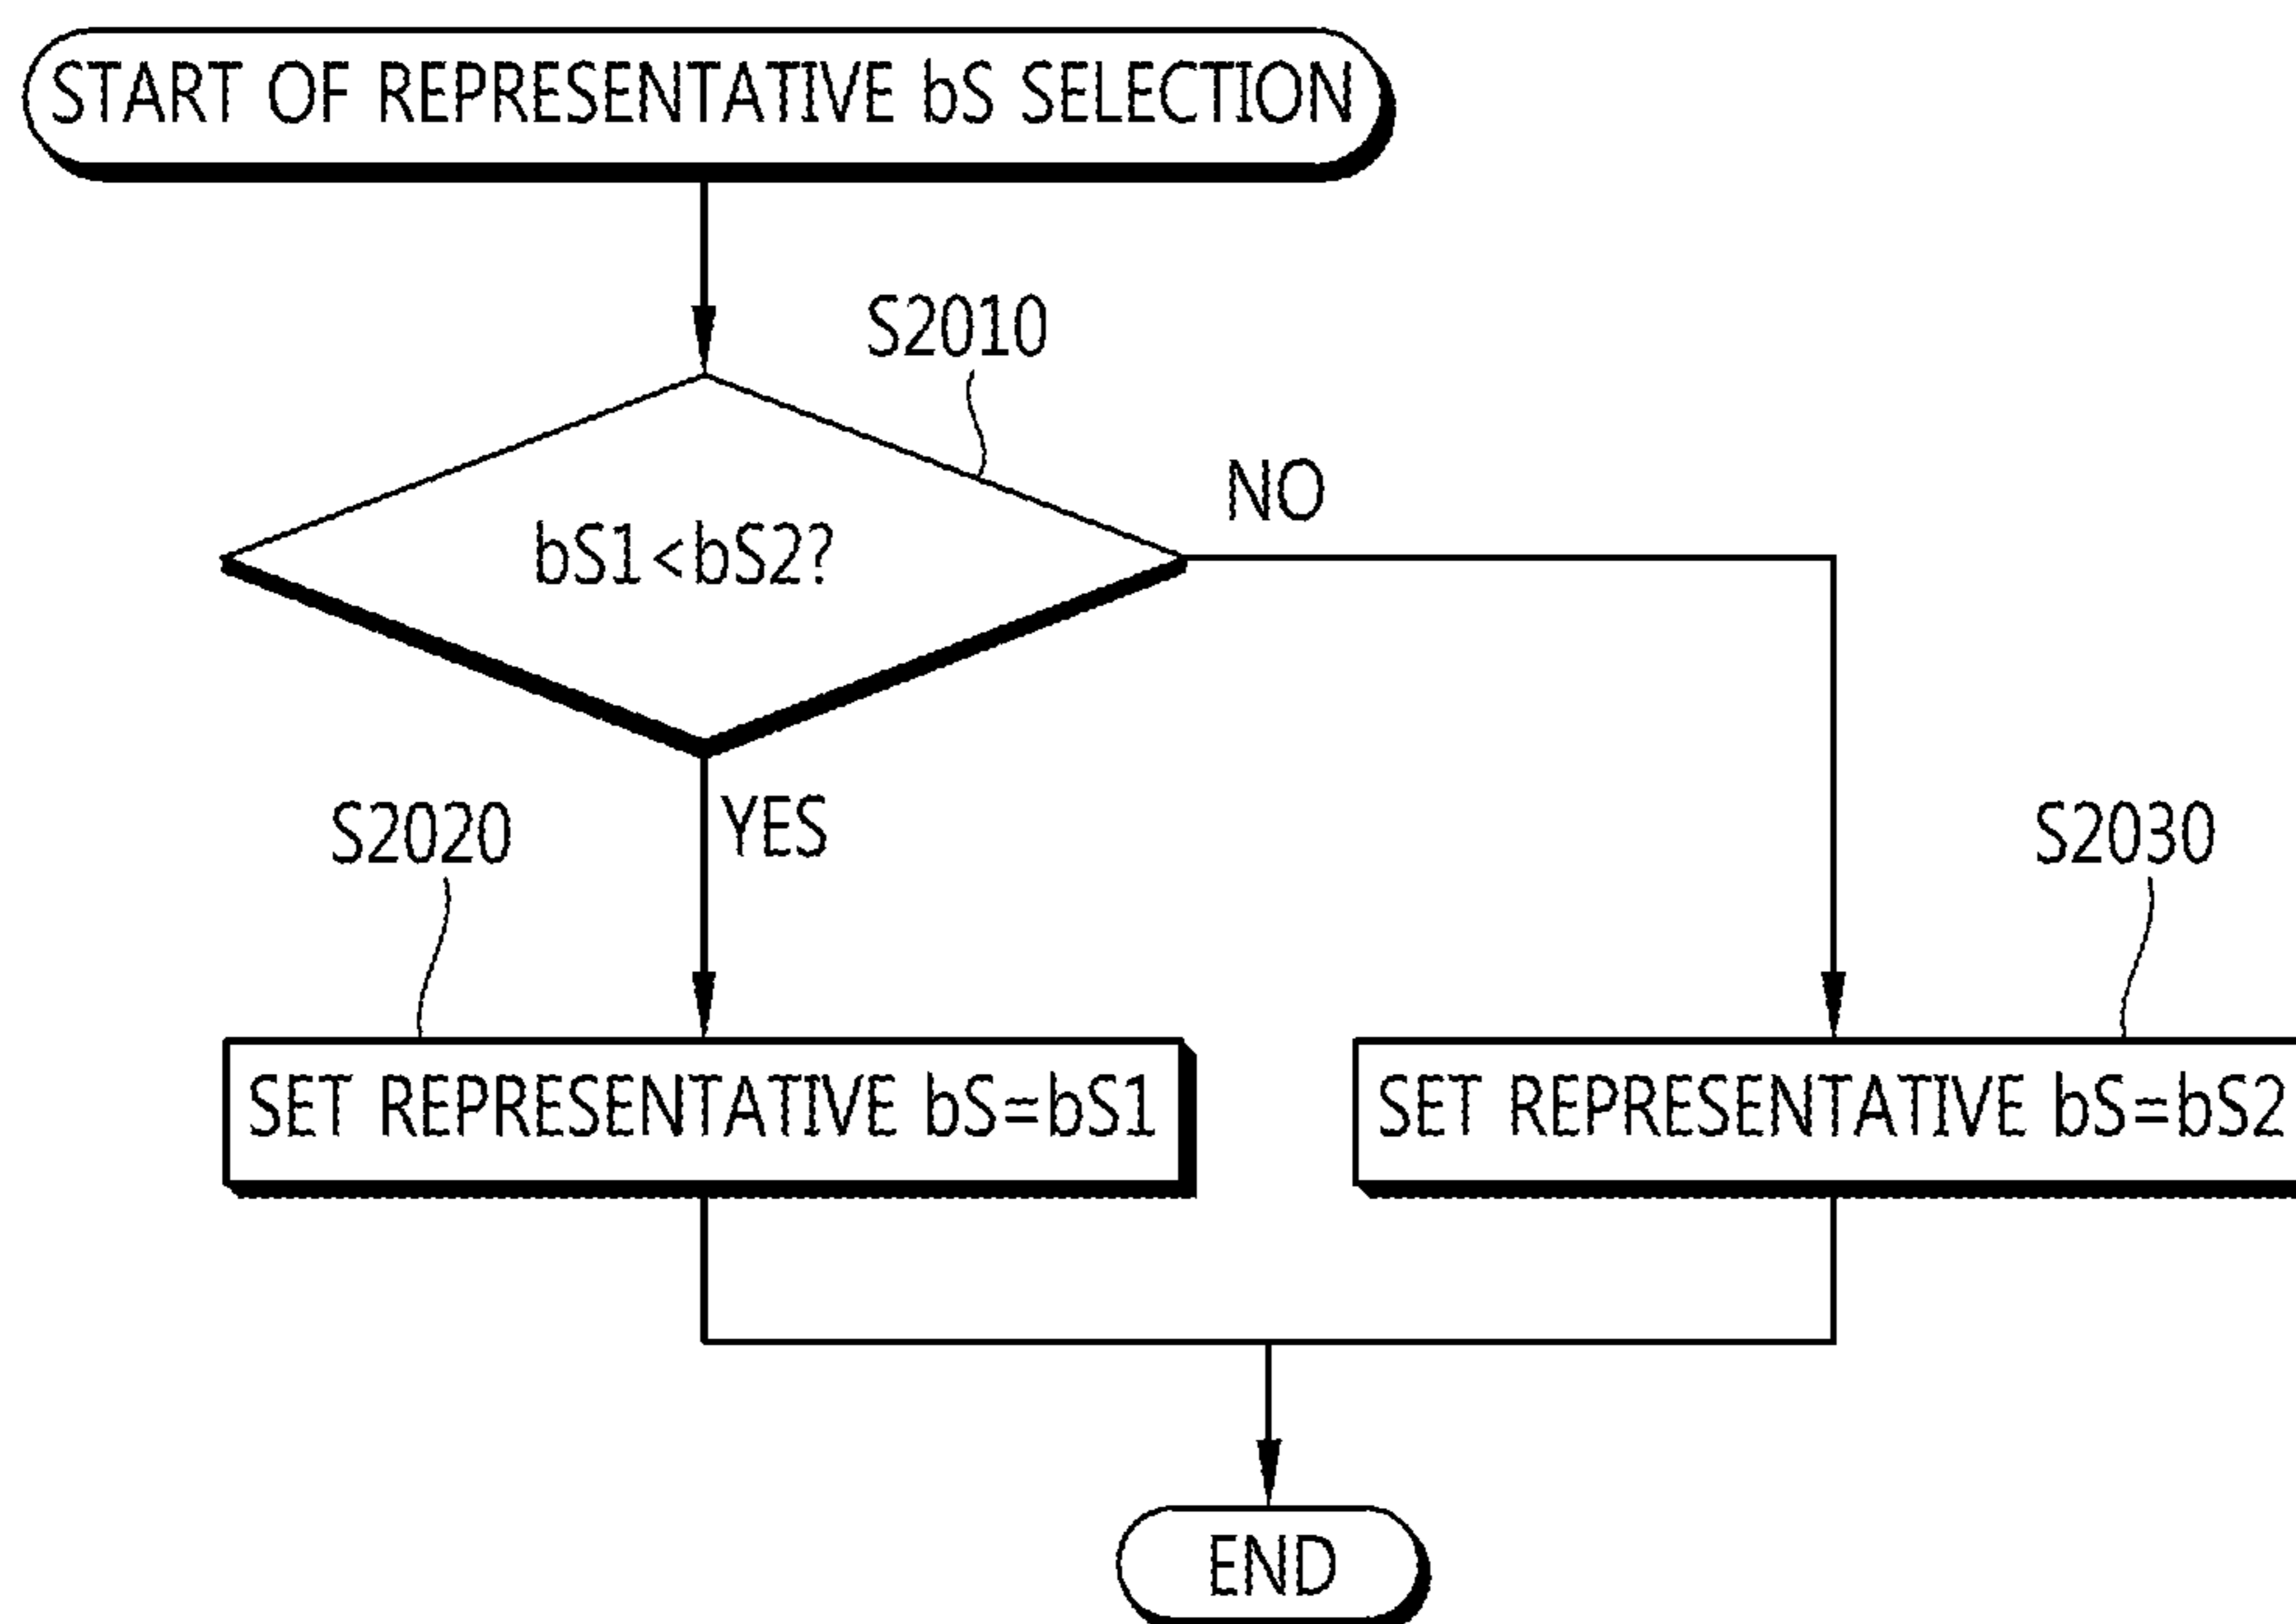 START OF REPRESENTATIVE bS SELECTION
S2010
bS1<bS2?
NO
YES
S2020
S2030
SET REPRESENTATIVE bS=bS1
SET REPRESENTATIVE bS=bS2
END